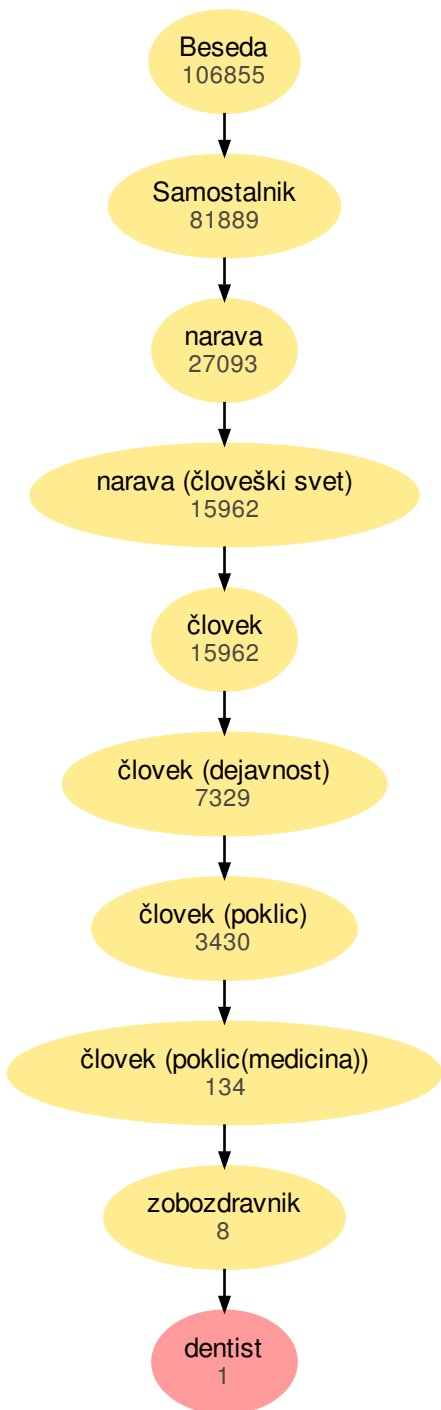 Beseda
106855
Samostalnik
81889
narava
27093
narava (človeški svet)
15962
človek
15962
človek (dejavnost)
7329
človek (poklic)
3430
človek (poklic(medicina))
134
zobozdravnik
8
dentist
1